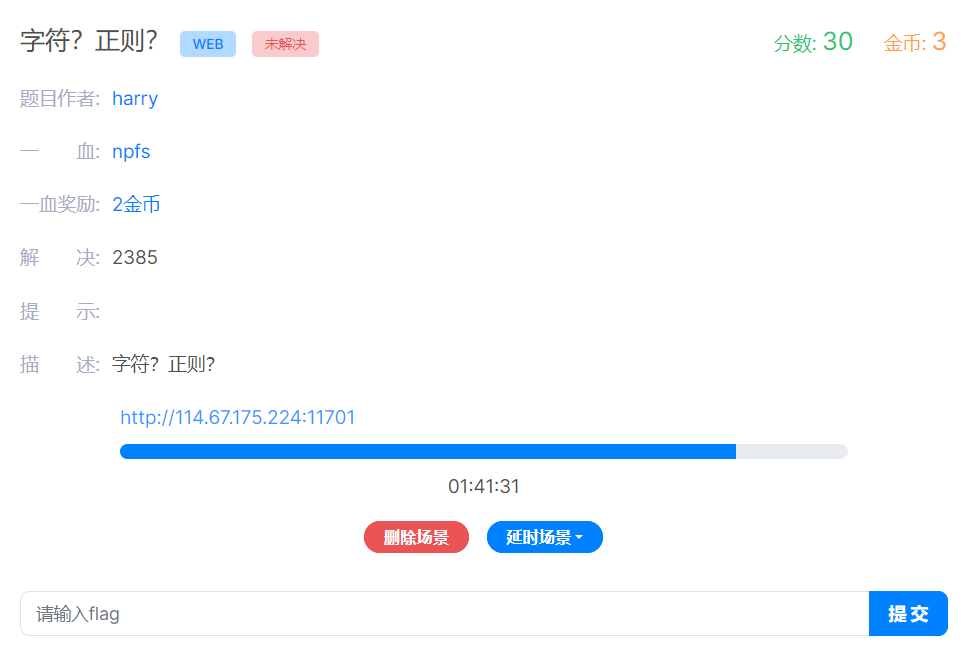 字符？正则？ WEB 未解决 分数: 30 金币: 3
题目作者: harry
一 血: npfs
一血奖励: 2金币
解 决: 2385
提 示:
描 述: 字符？正则？
http://114.67.175.224:11701
01:41:31
删除场景 延时场景
请输入flag 提交